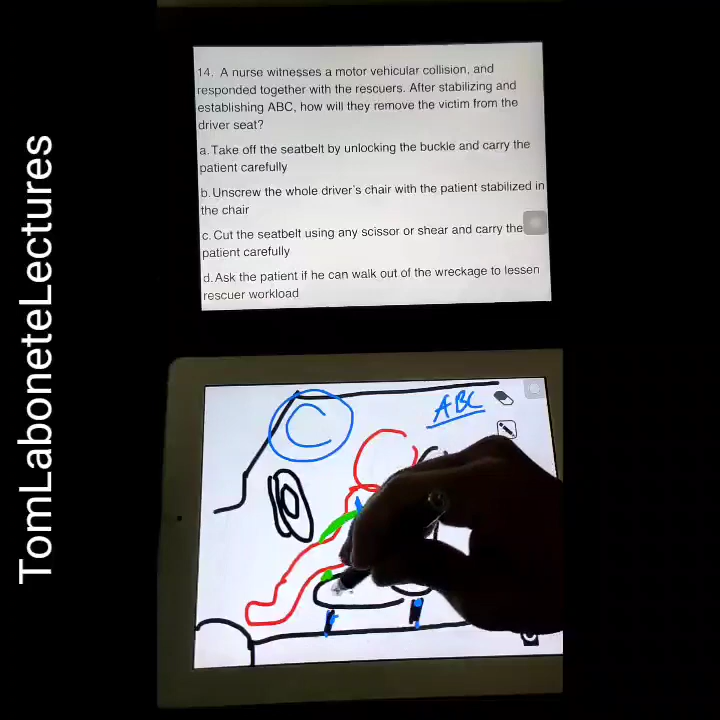 TomLaboneteLectures
14. A nurse witnesses a motor vehicular collision, and
responded together with the rescuers. After stabilizing and
establishing ABC, how will they remove the victim from the
driver seat?
a. Take off the seatbelt by unlocking the buckle and carry the
patient carefully
b. Unscrew the whole driver's chair with the patient stabilized in
the chair
c. Cut the seatbelt using any scissor or shear and carry the
patient carefully
d. Ask the patient if he can walk out of the wreckage to lessen
rescuer workload
ABC
C